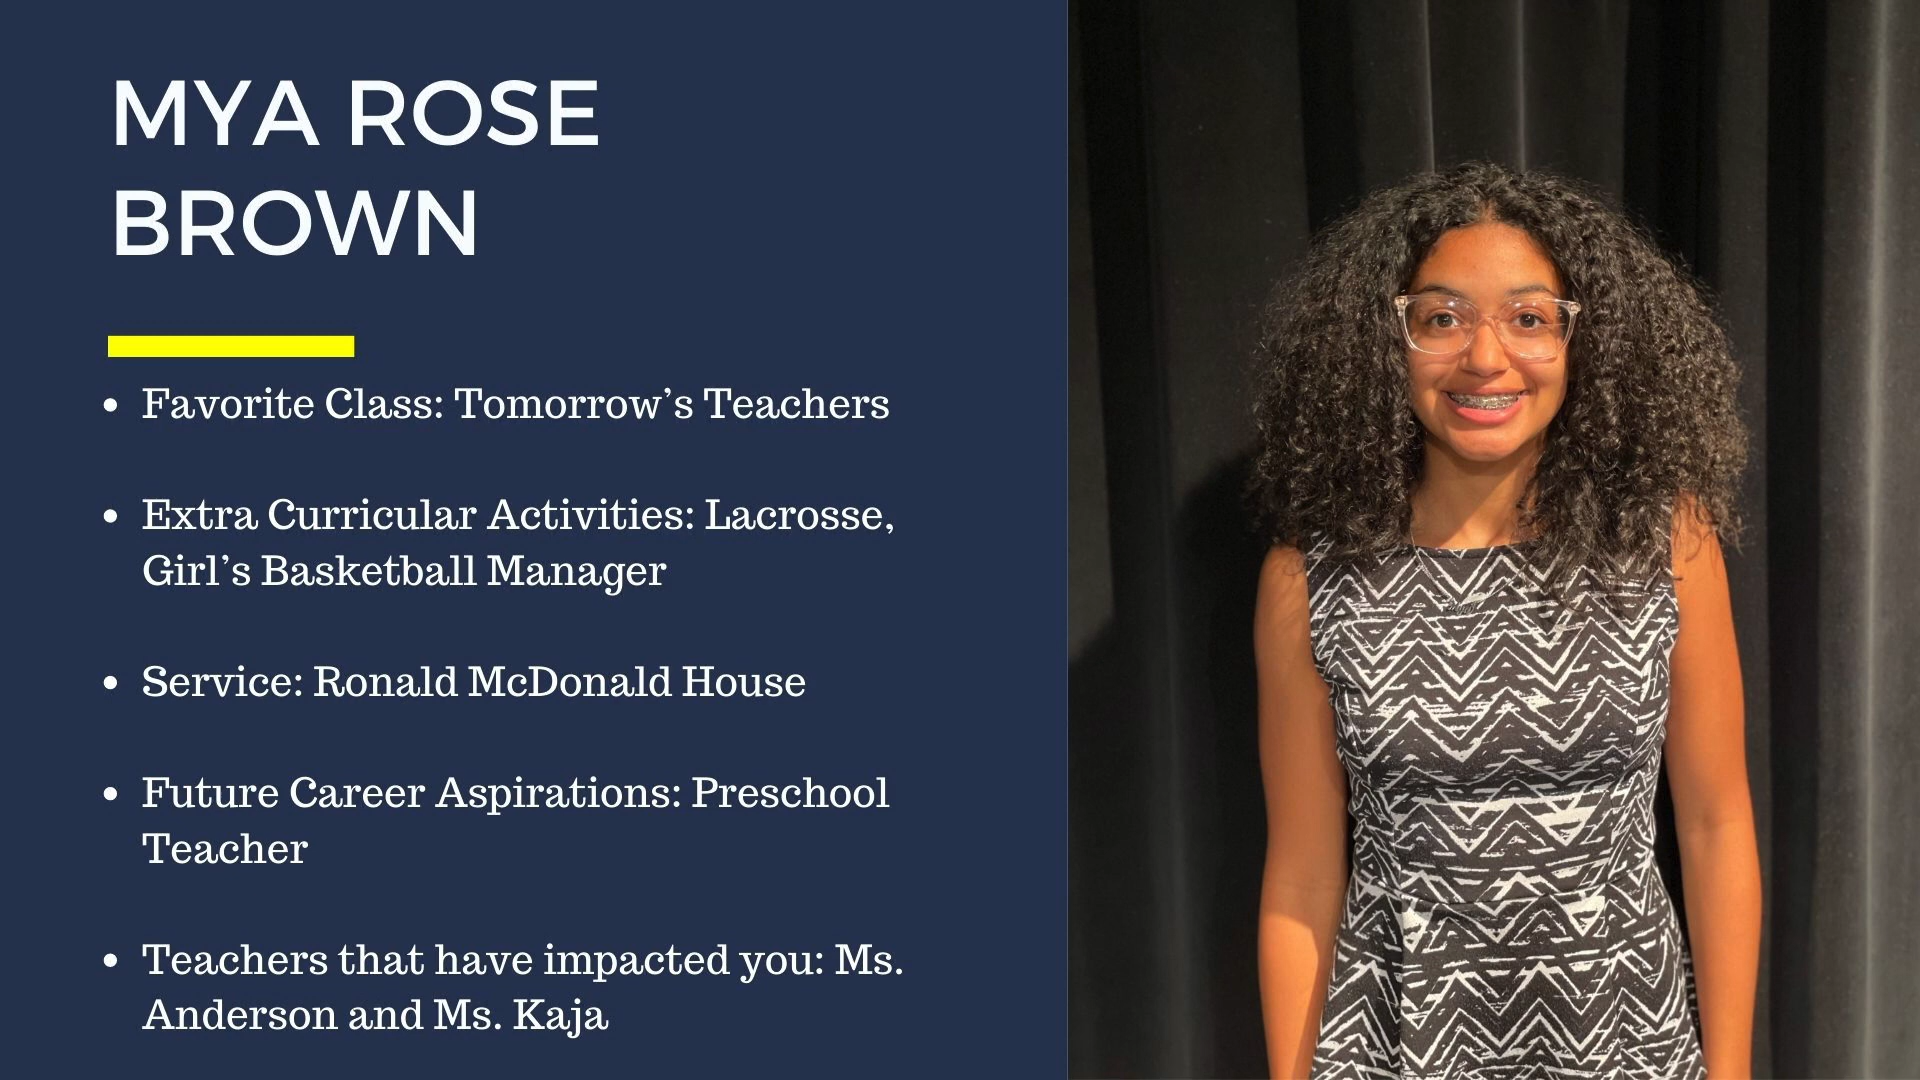 MYA ROSE
BROWN
• Favorite Class: Tomorrow’s Teachers
• Extra Curricular Activities: Lacrosse,
Girl’s Basketball Manager
• Service: Ronald McDonald House
• Future Career Aspirations: Preschool
Teacher
• Teachers that have impacted you: Ms.
Anderson and Ms. Kaja